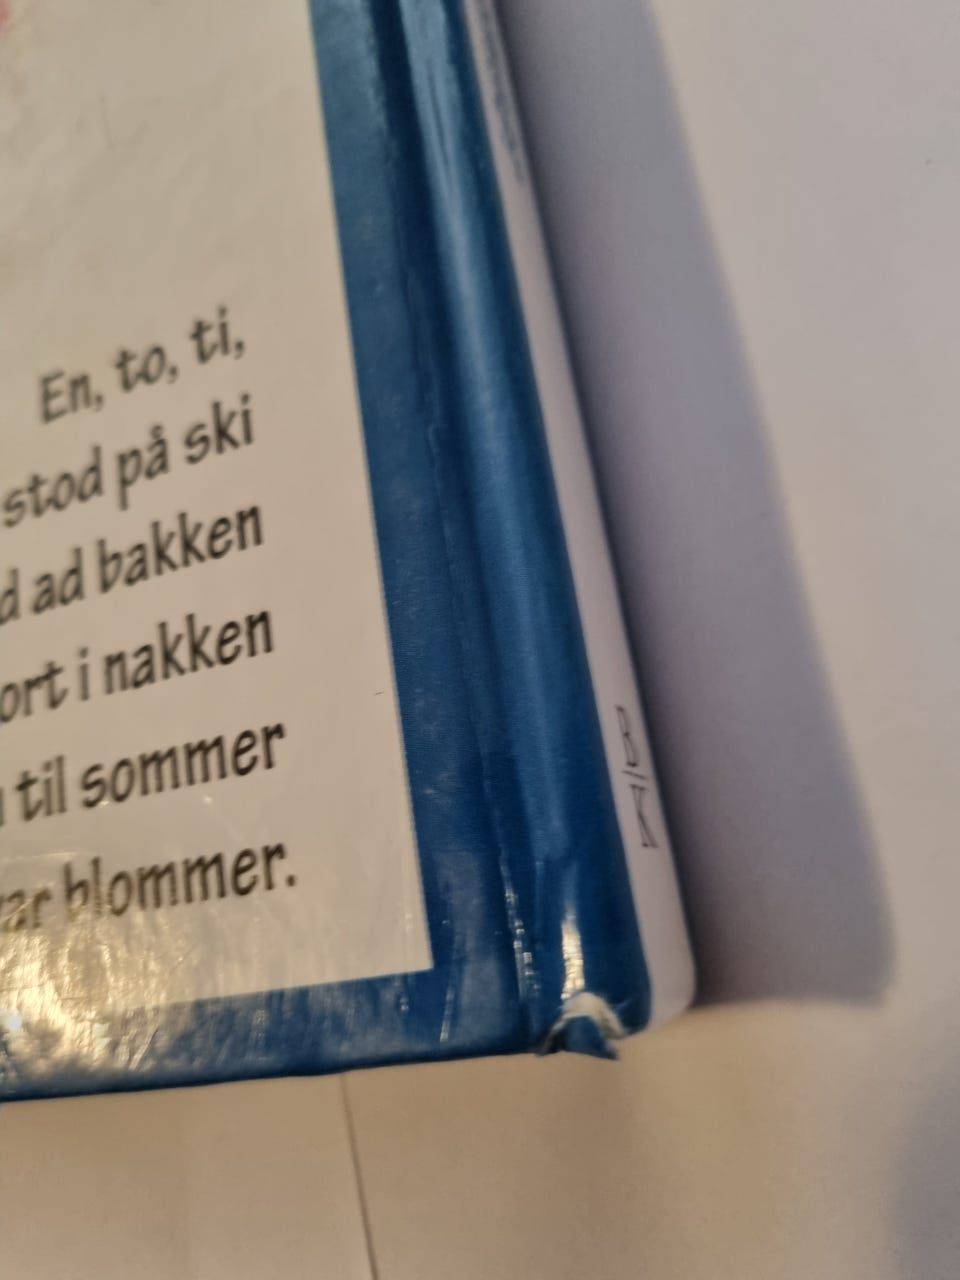 En, to, ti,
stod på ski
ad bakken
i nakken
til sommer
blommer.
B/K